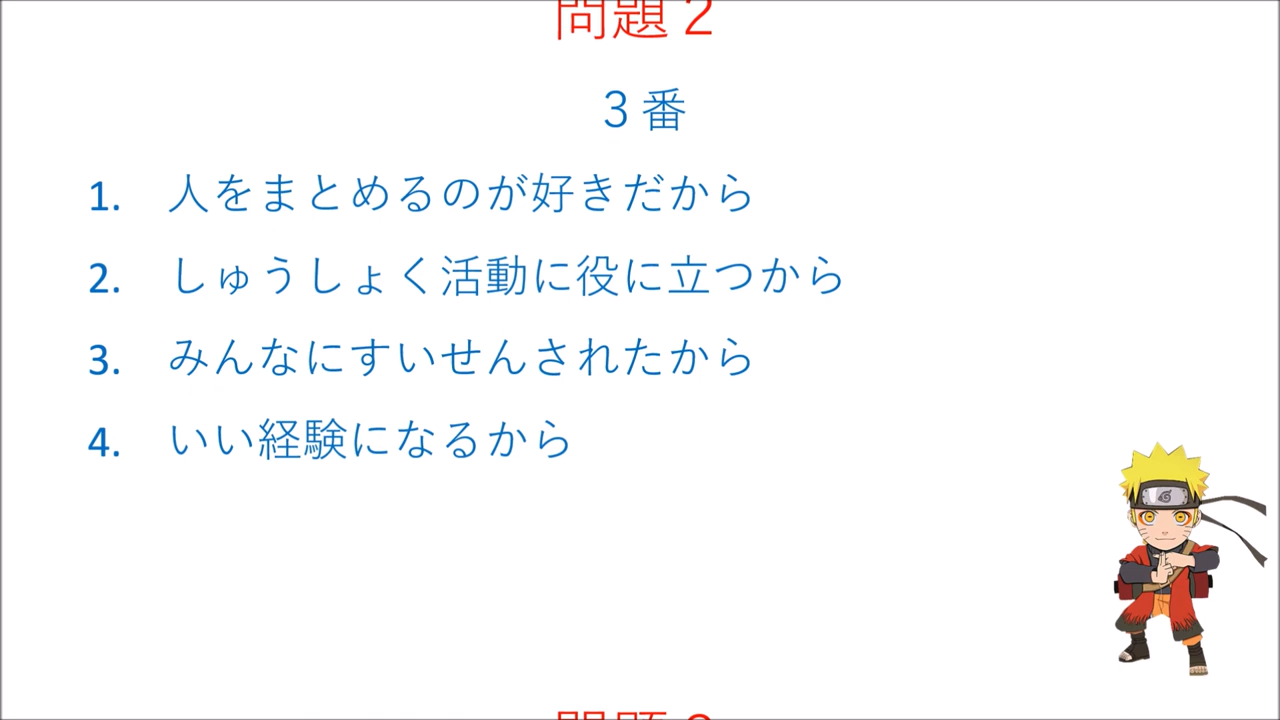 問題２
３番
1. 人をまとめるのが好きだから
2. しゅうしょく活動に役に立つから
3. みんなにすいせんされたから
4. いい経験になるから